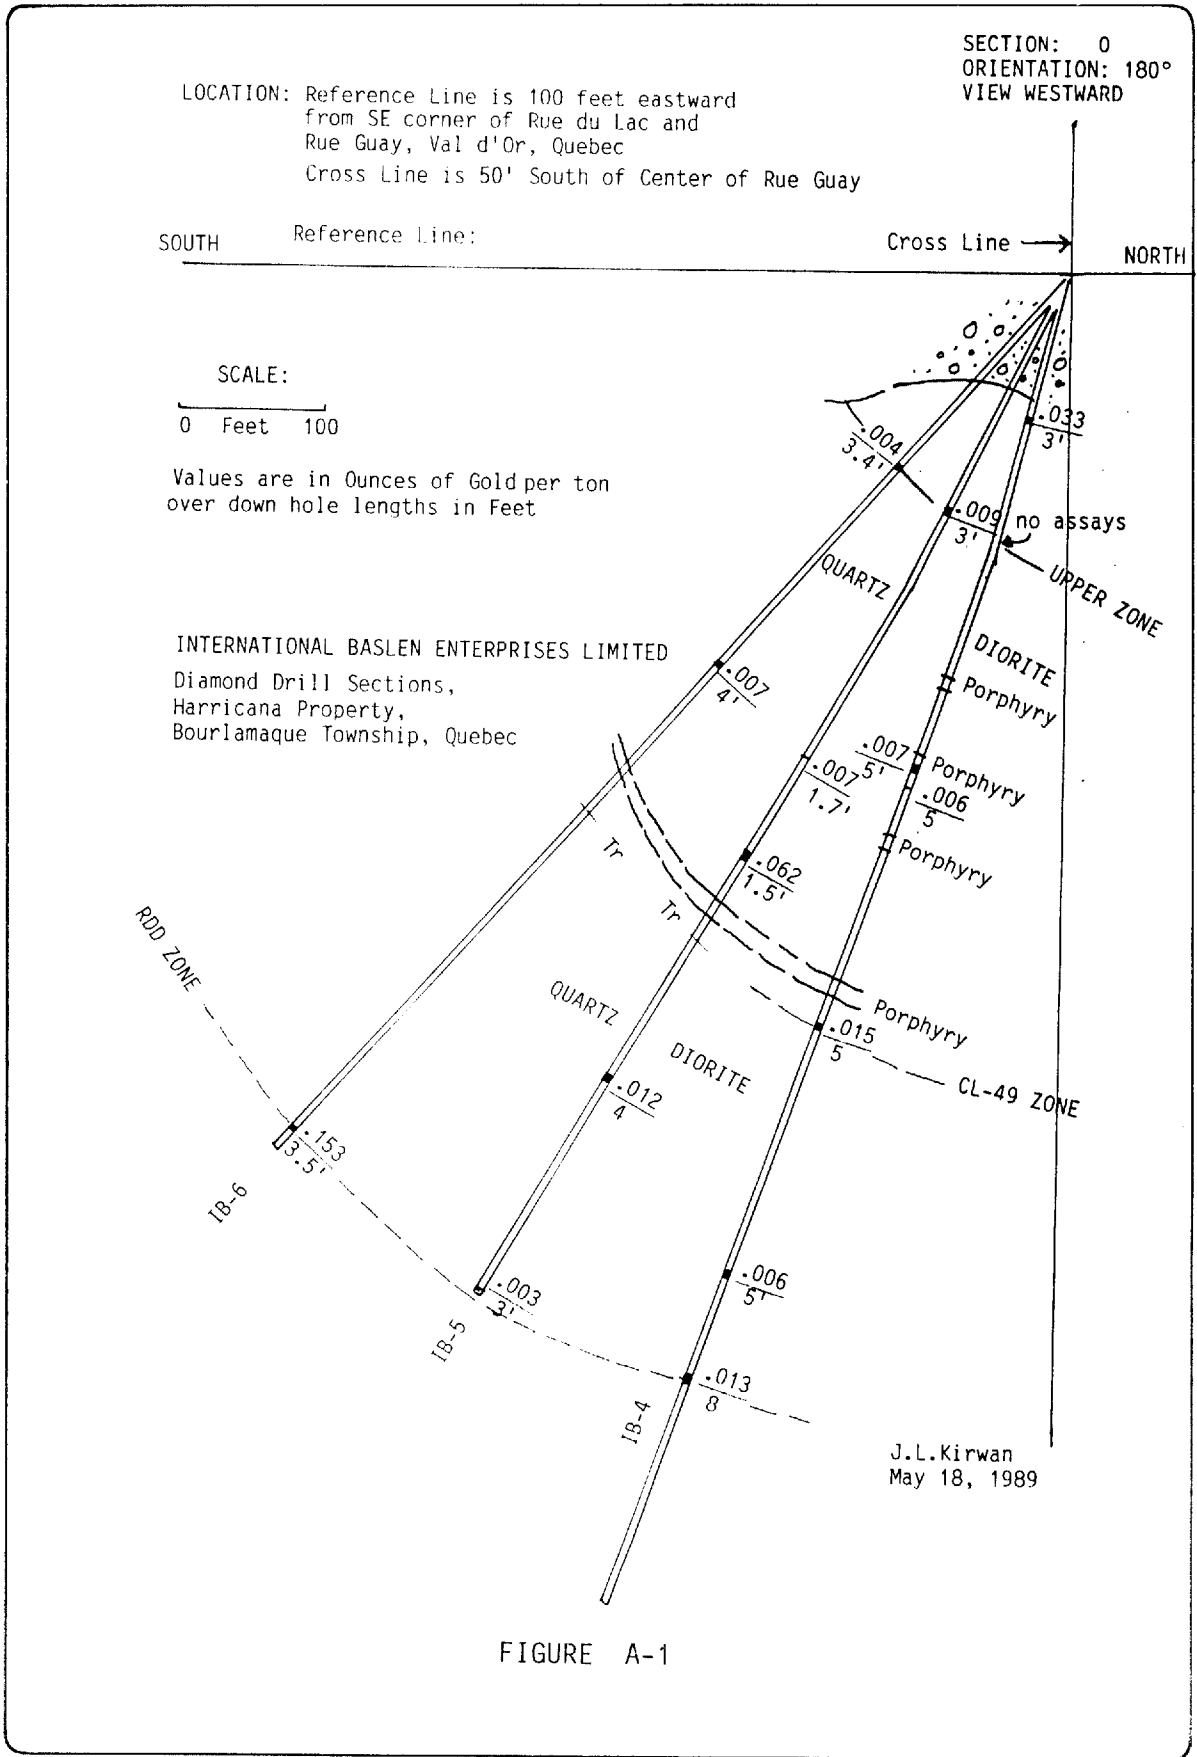 SECTION: 0
ORIENTATION: 180°
VIEW WESTWARD
LOCATION: Reference Line is 100 feet eastward
from SE corner of Rue du Lac and
Rue Guay, Val d'Or, Quebec
Cross Line is 50' South of Center of Rue Guay
SOUTH
Reference Line:
Cross Line
NORTH
SCALE:
0 Feet 100
Values are in Ounces of Gold per ton
over down hole lengths in Feet
.033
3'
.004
3.4'
.009
3'
no assays
UPPER ZONE
QUARTZ
DIORITE
INTERNATIONAL BASLEN ENTERPRISES LIMITED
Diamond Drill Sections,
Harricana Property,
Bourlamaque Township, Quebec
.007
4'
Porphyry
.007
5'
Porphyry
.007
1.7'
.006
5
Porphyry
Tr
.062
1.5'
Tr
RDD ZONE
QUARTZ
DIORITE
Porphyry
.015
5
CL-49 ZONE
.012
4
.153
3.5'
IB-6
.003
3'
IB-5
.006
5'
.013
8
IB-4
J.L.Kirwan
May 18, 1989
FIGURE A-1